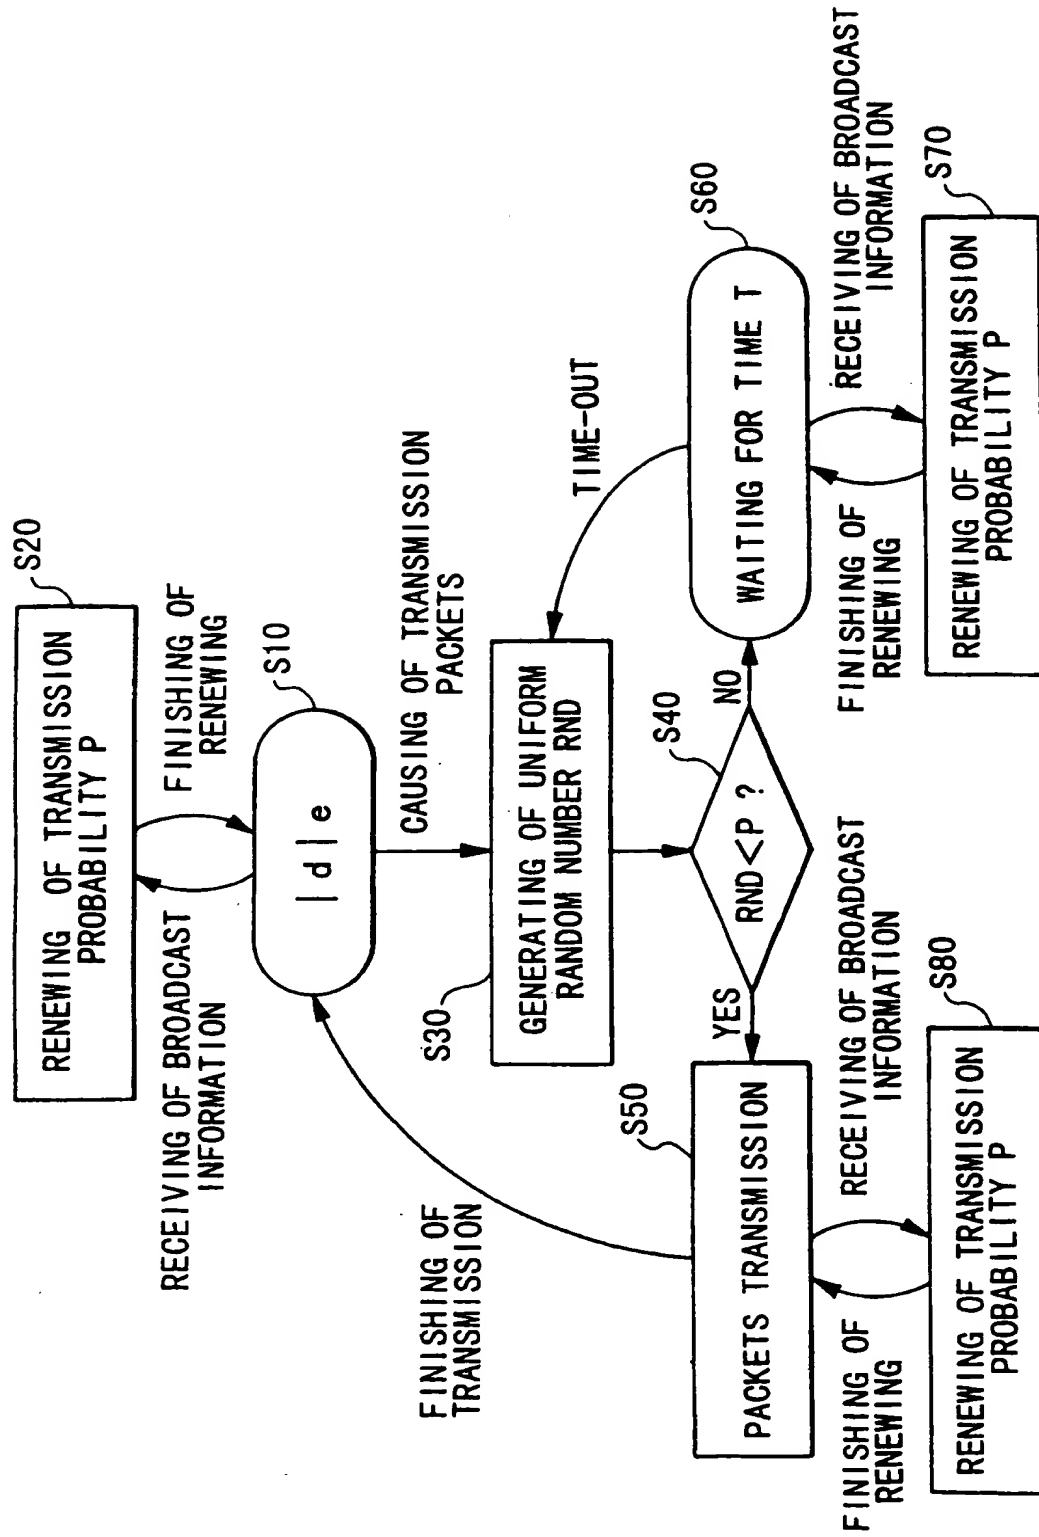 S20
RENEWING OF TRANSMISSION
PROBABILITY P
RECEIVING OF BROADCAST
INFORMATION
FINISHING OF
RENEWING
S10
Idle
CAUSING OF TRANSMISSION
PACKETS
FINISHING OF
TRANSMISSION
S30
GENERATING OF UNIFORM
RANDOM NUMBER RND
TIME-OUT
S40
RND<P ?
YES
NO
S50
PACKETS TRANSMISSION
S60
WAITING FOR TIME T
FINISHING OF
RENEWING
RECEIVING OF BROADCAST
INFORMATION
S80
RENEWING OF TRANSMISSION
PROBABILITY P
FINISHING OF
RENEWING
RECEIVING OF BROADCAST
INFORMATION
S70
RENEWING OF TRANSMISSION
PROBABILITY P